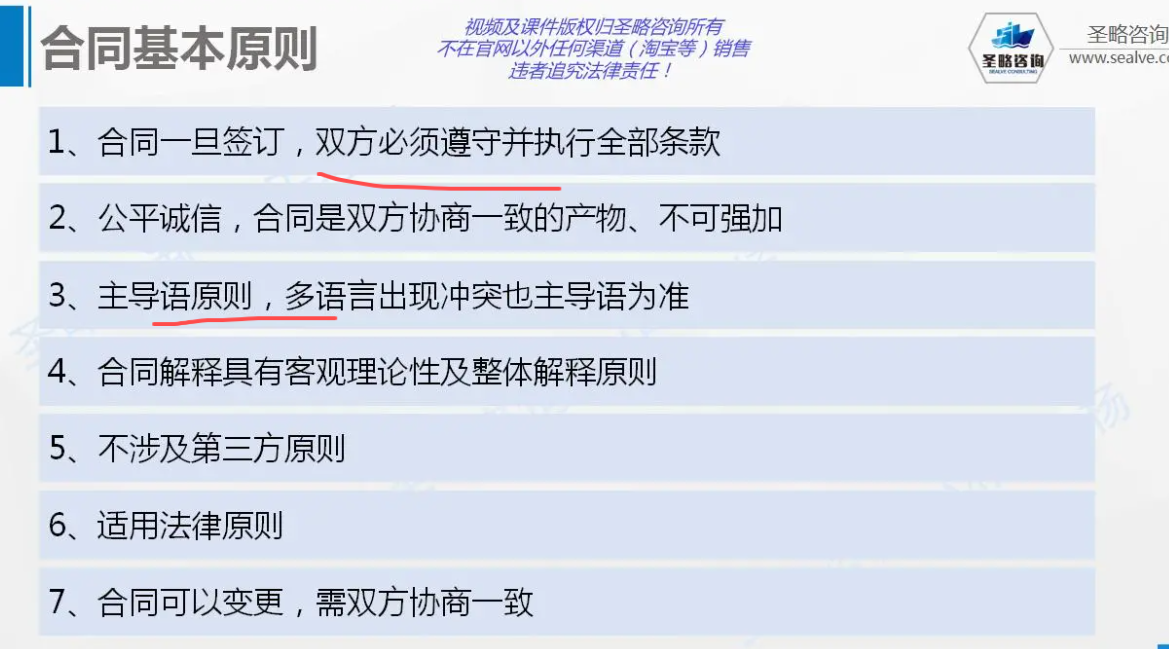 合同基本原则
视频及课件版权归圣略咨询所有
不在官网以外任何渠道（淘宝等）销售
违者追究法律责任！
圣略咨询
SEALVE CONSULTING
圣略咨询
www.sealve.co
1、合同一旦签订，双方必须遵守并执行全部条款
2、公平诚信，合同是双方协商一致的产物、不可强加
3、主导语原则，多语言出现冲突也主导语为准
4、合同解释具有客观理论性及整体解释原则
5、不涉及第三方原则
6、适用法律原则
7、合同可以变更，需双方协商一致